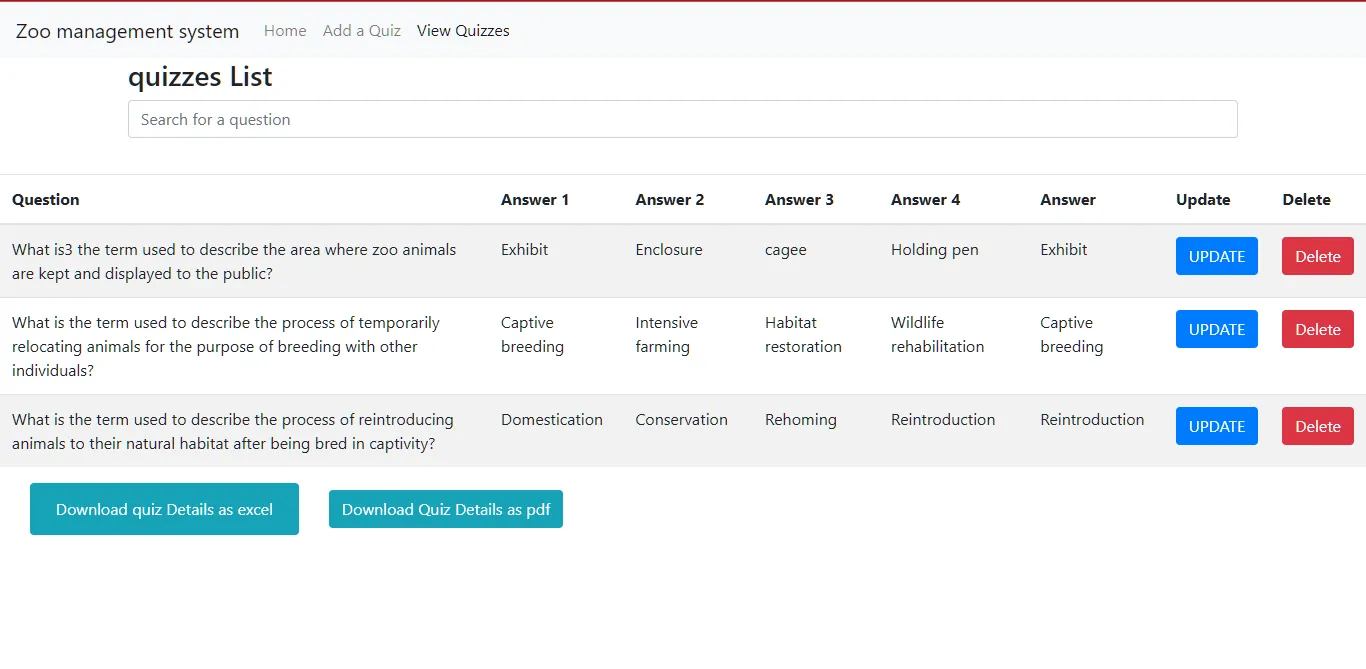 Zoo management system Home Add a Quiz View Quizzes
quizzes List
Search for a question
Question Answer 1 Answer 2 Answer 3 Answer 4 Answer Update Delete
What is3 the term used to describe the area where zoo animals
are kept and displayed to the public?
Exhibit
Enclosure
cagee
Holding pen
Exhibit
UPDATE
Delete
What is the term used to describe the process of temporarily
relocating animals for the purpose of breeding with other
individuals?
Captive
breeding
Intensive
farming
Habitat
restoration
Wildlife
rehabilitation
Captive
breeding
UPDATE
Delete
What is the term used to describe the process of reintroducing
animals to their natural habitat after being bred in captivity?
Domestication
Conservation
Rehoming
Reintroduction
Reintroduction
UPDATE
Delete
Download quiz Details as excel
Download Quiz Details as pdf